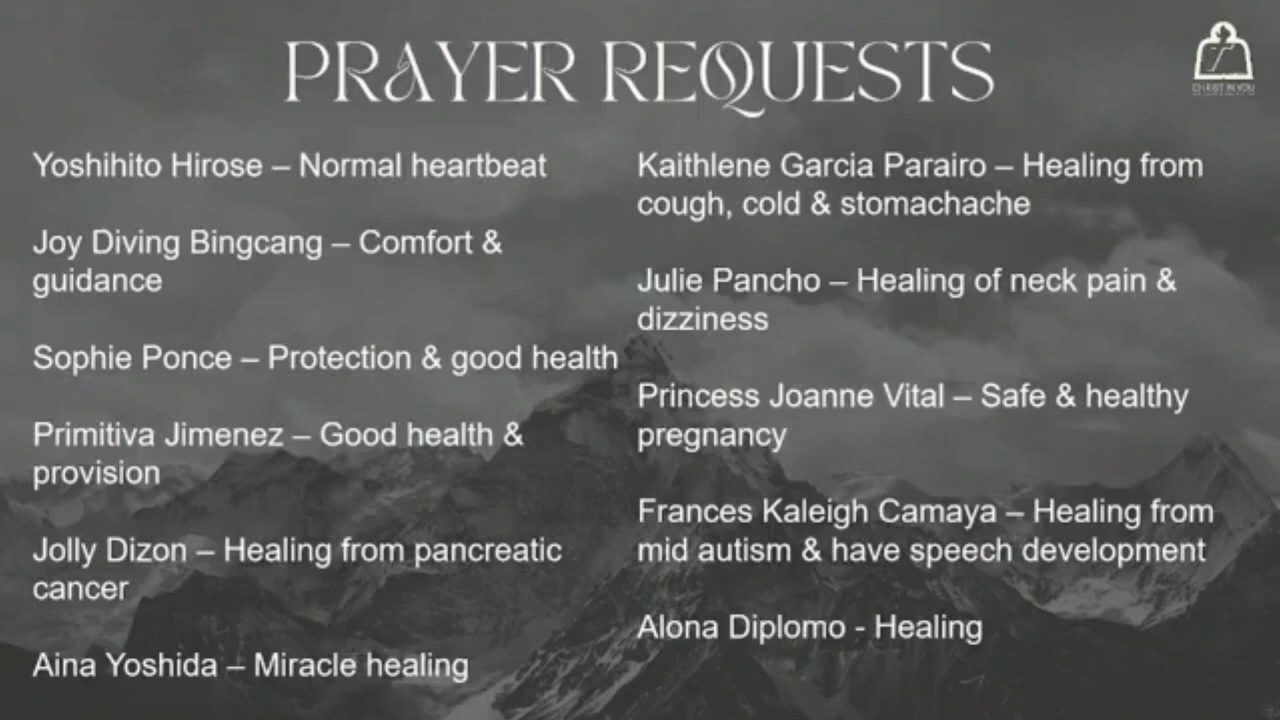 PRAYER REQUESTS
CHRIST IN YOU
Yoshihito Hirose – Normal heartbeat
Joy Diving Bingcang – Comfort &
guidance
Sophie Ponce – Protection & good health
Primitiva Jimenez – Good health &
provision
Jolly Dizon – Healing from pancreatic
cancer
Aina Yoshida – Miracle healing
Kaithlene Garcia Parairo – Healing from
cough, cold & stomachache
Julie Pancho – Healing of neck pain &
dizziness
Princess Joanne Vital – Safe & healthy
pregnancy
Frances Kaleigh Camaya – Healing from
mid autism & have speech development
Alona Diplomo - Healing